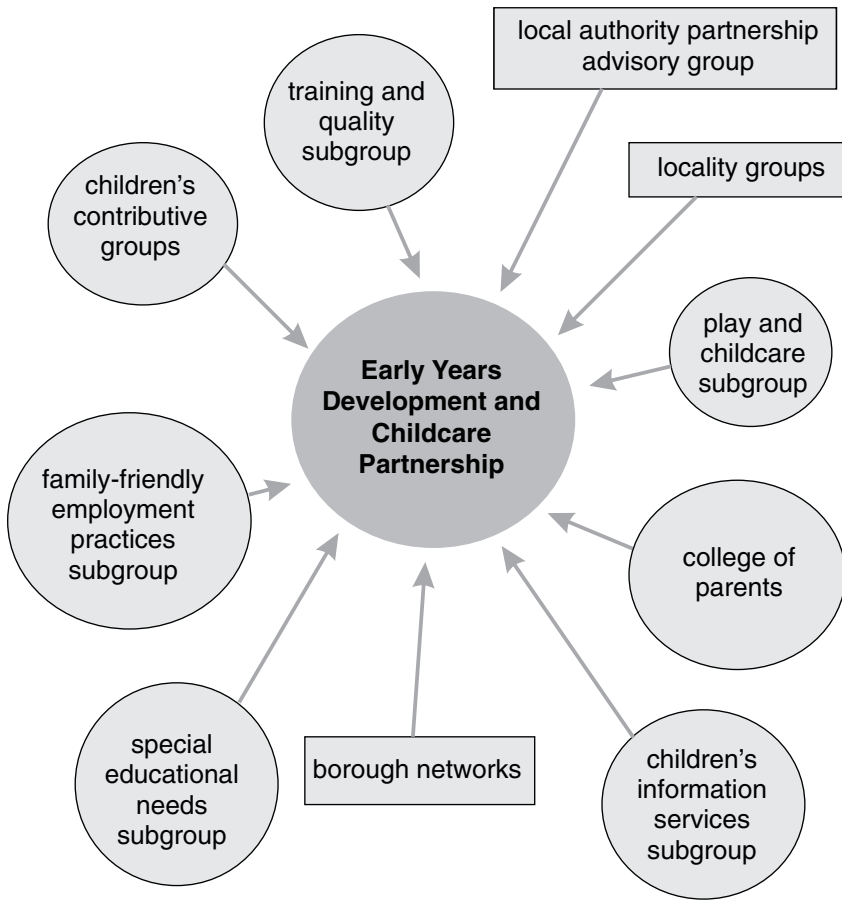 local authority partnership
advisory group
training and
quality
subgroup
locality groups
children's
contributive
groups
play and
childcare
subgroup
Early Years
Development and
Childcare
Partnership
family-friendly
employment
practices
subgroup
college of
parents
special
educational
needs
subgroup
borough networks
children's
information
services
subgroup